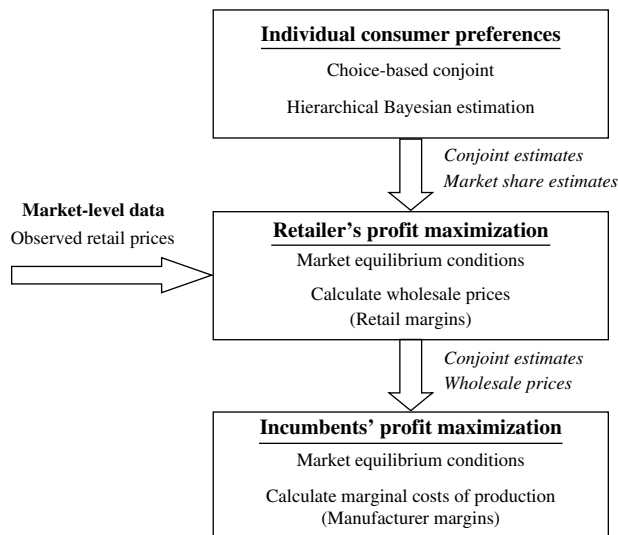 Individual consumer preferences
Choice-based conjoint
Hierarchical Bayesian estimation
Conjoint estimates
Market share estimates
Market-level data
Observed retail prices
Retailer's profit maximization
Market equilibrium conditions
Calculate wholesale prices
(Retail margins)
Conjoint estimates
Wholesale prices
Incumbents' profit maximization
Market equilibrium conditions
Calculate marginal costs of production
(Manufacturer margins)